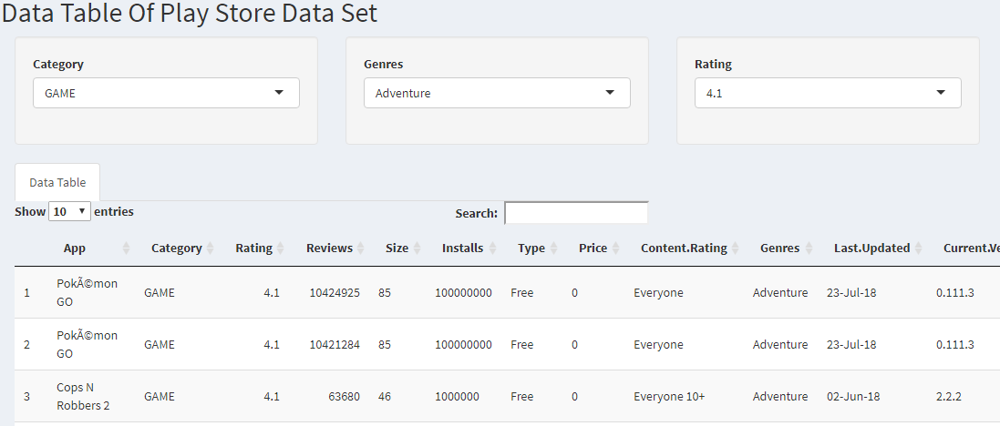 Data Table Of Play Store Data Set
Category Genres Rating
GAME Adventure 4.1
Data Table
Show 10 entries Search:
App Category Rating Reviews Size Installs Type Price Content.Rating Genres Last.Updated Current.Ve
1 PokÃ©mon GO GAME 4.1 10424925 85 100000000 Free 0 Everyone Adventure 23-Jul-18 0.111.3
2 PokÃ©mon GO GAME 4.1 10421284 85 100000000 Free 0 Everyone Adventure 23-Jul-18 0.111.3
3 Cops N Robbers 2 GAME 4.1 63680 46 1000000 Free 0 Everyone 10+ Adventure 02-Jun-18 2.2.2